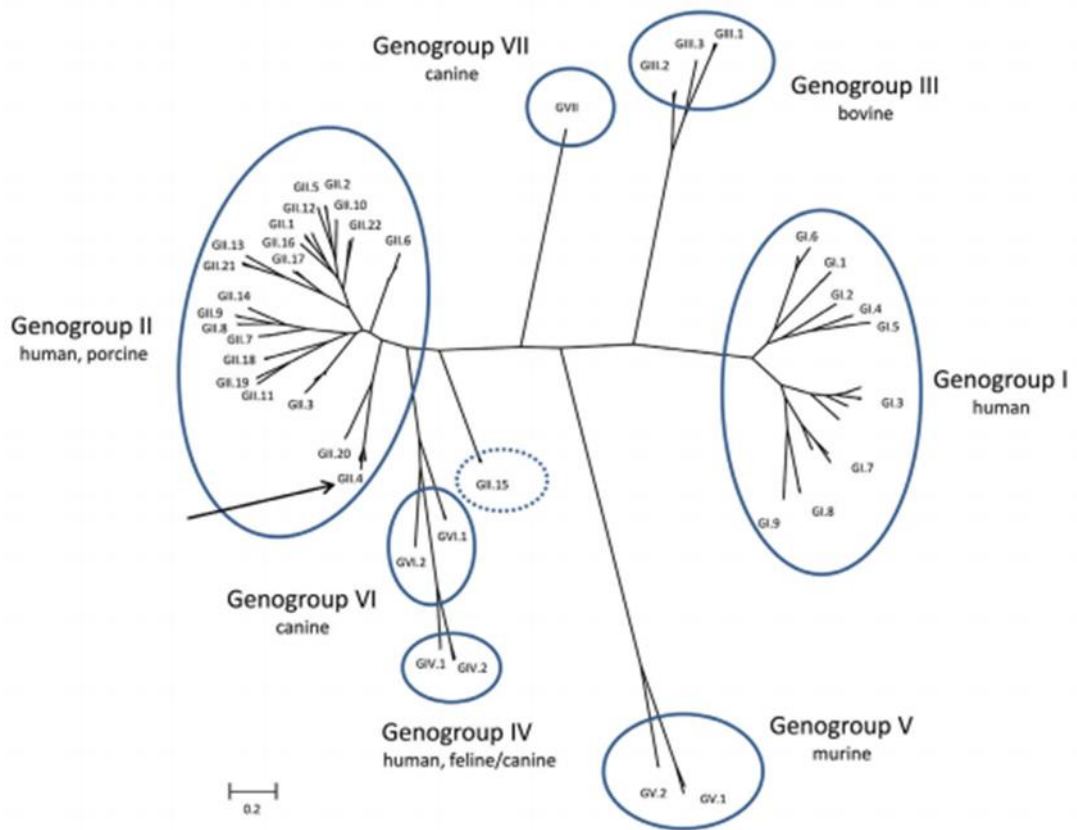 Genogroup VII
canine
GVII
GIII.3
GIII.1
GIII.2
Genogroup III
bovine
GII.5
GII.2
GII.12
GII.10
GII.1
GII.22
GII.16
GII.6
GII.13
GII.17
GII.21
GII.14
GII.9
GII.8
GII.7
GII.18
GII.19
GII.11
GII.3
GII.20
GII.4
Genogroup II
human, porcine
GI.6
GI.1
GI.2
GI.4
GI.5
GI.3
GI.7
GI.8
GI.9
Genogroup I
human
GII.15
GVI.1
GVI.2
Genogroup VI
canine
GIV.1
GIV.2
Genogroup IV
human, feline/canine
Genogroup V
murine
GV.2
GV.1
0.2